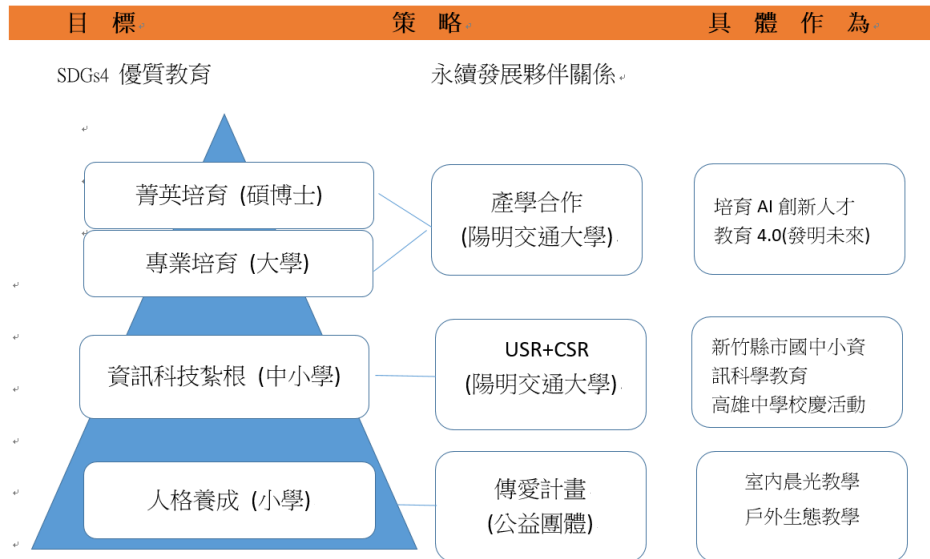 目 標 策 略 具 體 作 為
SDGs4 優質教育 永續發展夥伴關係
菁英培育 (碩博士)
專業培育 (大學)
產學合作
(陽明交通大學)
培育 AI 創新人才
教育 4.0(發明未來)
資訊科技紮根 (中小學)
USR+CSR
(陽明交通大學)
新竹縣市國中小資
訊科學教育
高雄中學校慶活動
人格養成 (小學)
傳愛計畫
(公益團體)
室內晨光教學
戶外生態教學